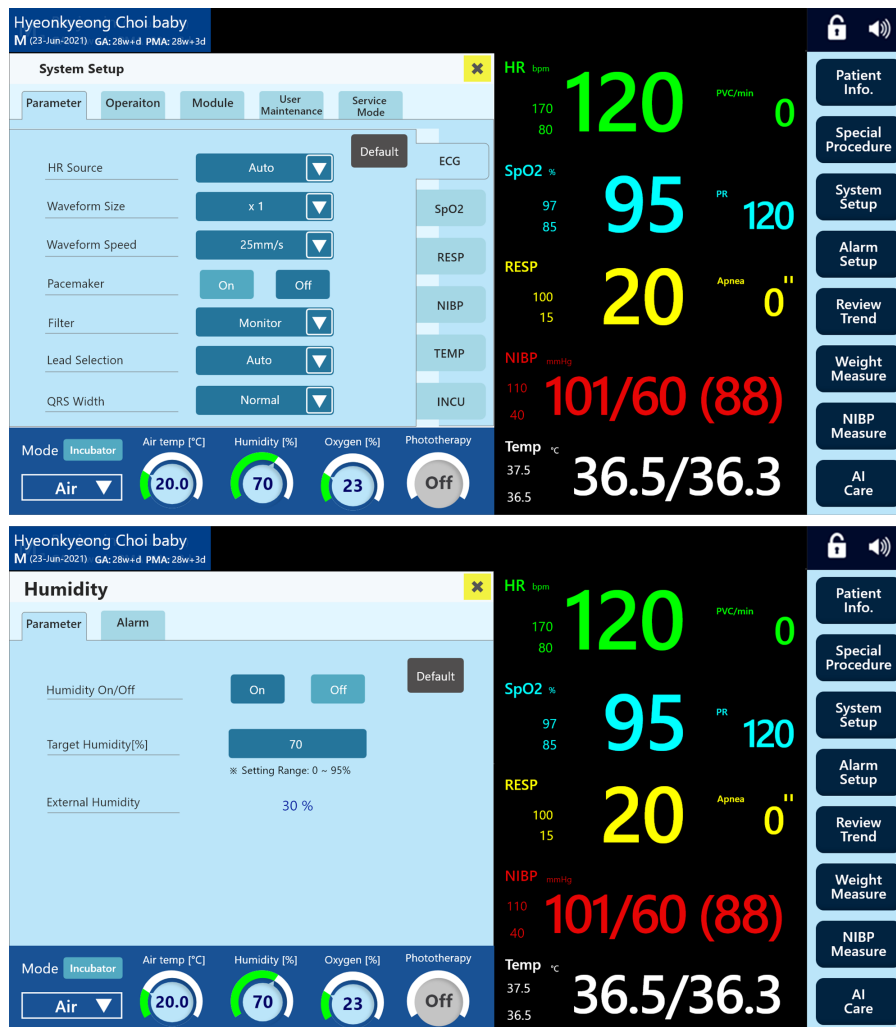 Hyeonkyeong Choi baby
M (23-Jun-2021) GA: 28w+d PMA: 28w+3d
System Setup
Parameter Operaiton Module User Maintenance Service Mode
Default
HR Source Auto
Waveform Size x 1
Waveform Speed 25mm/s
Pacemaker On Off
Filter Monitor
Lead Selection Auto
QRS Width Normal
ECG
SpO2
RESP
NIBP
TEMP
INCU
Mode Incubator
Air
Air temp [°C] Humidity [%] Oxygen [%] Phototherapy
20.0 70 23 Off
HR bpm
170
80
120
PVC/min
0
SpO2 %
97
85
95
PR
120
RESP
100
15
20
Apnea
0"
NIBP mmHg
110
40
101/60 (88)
Temp °C
37.5
36.5
36.5/36.3
Patient
Info.
Special
Procedure
System
Setup
Alarm
Setup
Review
Trend
Weight
Measure
NIBP
Measure
AI
Care
Hyeonkyeong Choi baby
M (23-Jun-2021) GA: 28w+d PMA: 28w+3d
Humidity
Parameter Alarm
Default
Humidity On/Off On Off
Target Humidity[%] 70
※ Setting Range: 0 ~ 95%
External Humidity 30 %
Mode Incubator
Air
Air temp [°C] Humidity [%] Oxygen [%] Phototherapy
20.0 70 23 Off
HR bpm
170
80
120
PVC/min
0
SpO2 %
97
85
95
PR
120
RESP
100
15
20
Apnea
0"
NIBP mmHg
110
40
101/60 (88)
Temp °C
37.5
36.5
36.5/36.3
Patient
Info.
Special
Procedure
System
Setup
Alarm
Setup
Review
Trend
Weight
Measure
NIBP
Measure
AI
Care